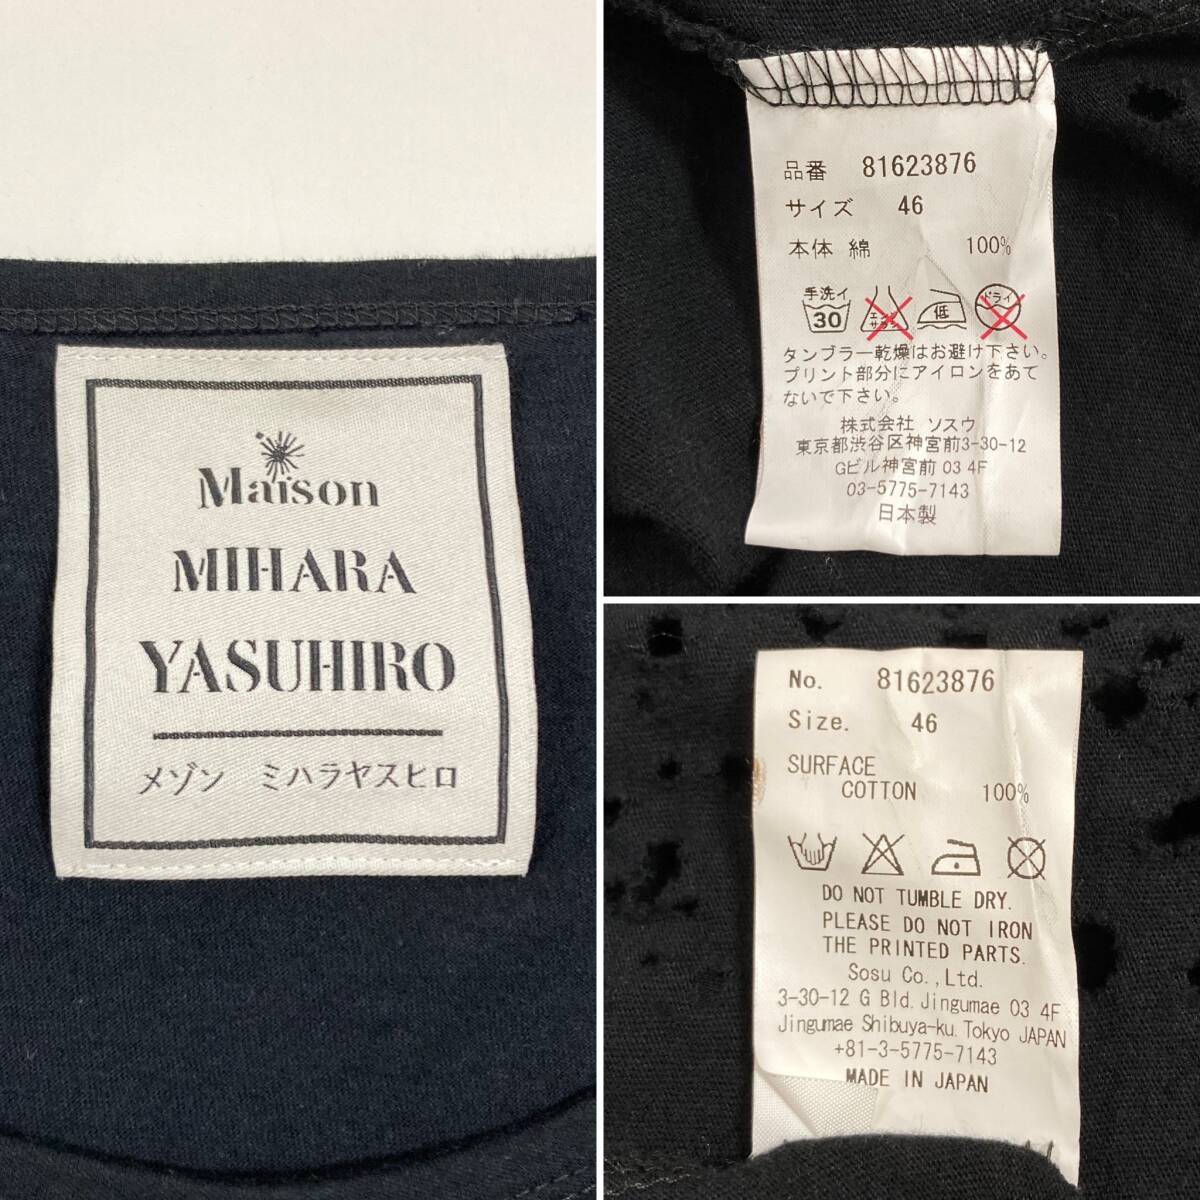 Maison
MIHARA
YASUHIRO
メゾン ミハラヤスヒロ
品番 81623876
サイズ 46
本体 綿 100%
手洗イ
30
エンソ
サラシ
低
ドライ
タンブラー乾燥はお避け下さい。
プリント部分にアイロンをあて
ないで下さい。
株式会社 ソスウ
東京都渋谷区神宮前3-30-12
Gビル神宮前 03 4F
03-5775-7143
日本製
No. 81623876
Size. 46
SURFACE
COTTON 100%
DO NOT TUMBLE DRY.
PLEASE DO NOT IRON
THE PRINTED PARTS.
Sosu Co.,Ltd.
3-30-12 G Bld. Jingumae 03 4F
Jingumae Shibuya-ku. Tokyo JAPAN
+81-3-5775-7143
MADE IN JAPAN